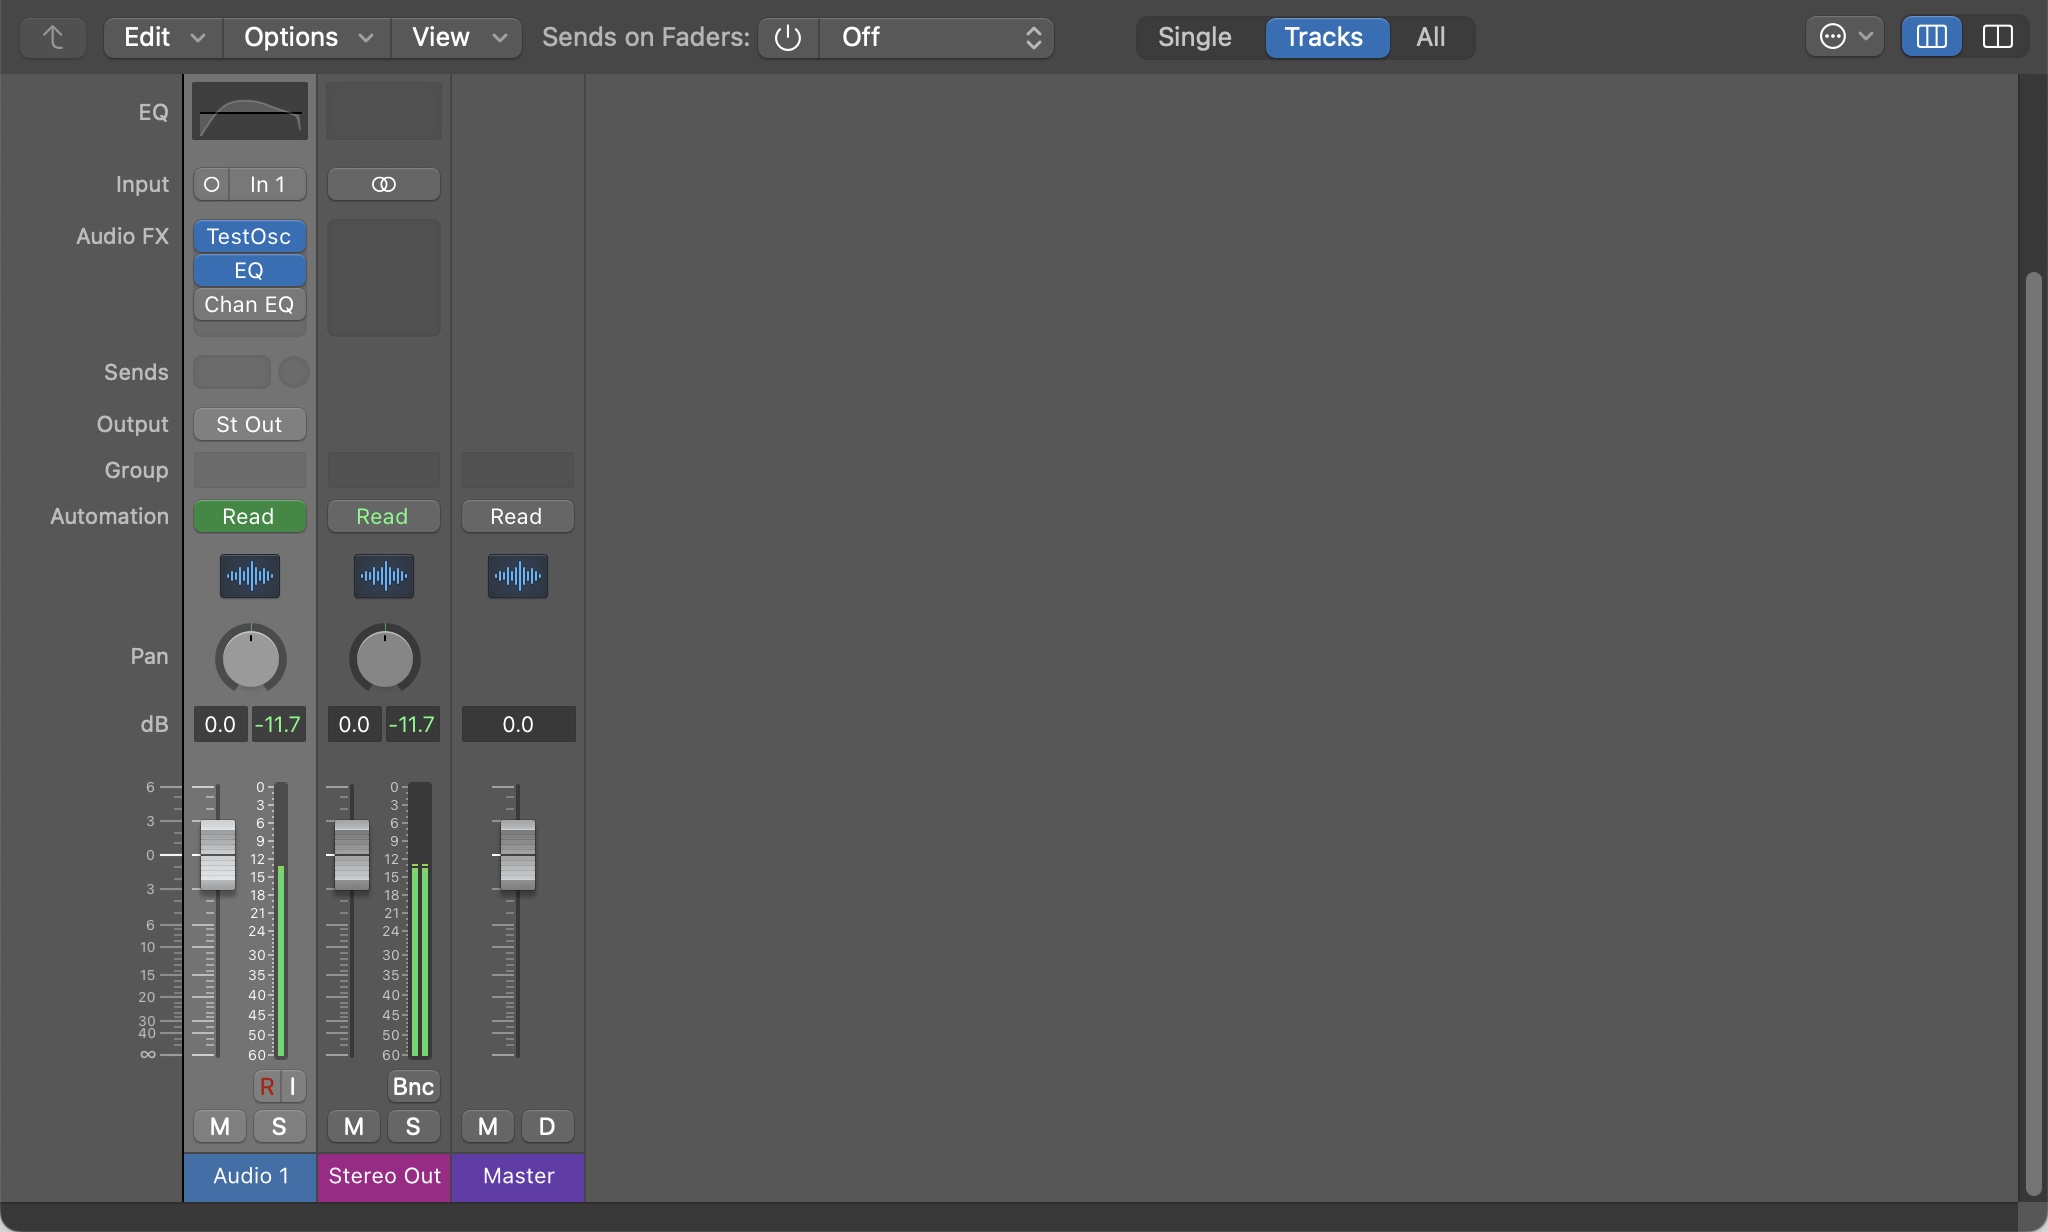 Edit Options View Sends on Faders: Off Single Tracks All
EQ
Input In 1
Audio FX TestOsc
EQ
Chan EQ
Sends
Output St Out
Group
Automation Read Read Read
Pan
dB 0.0 -11.7 0.0 -11.7 0.0
6 0 0
3 3
3 6 6
9 9
0 12 12
15 15
3 18 18
21 21
6 24 24
10
30 30
15 35 35
20 40 40
30 45 45
40 50 50
∞ 60 60
R I Bnc
M S M S M D
Audio 1 Stereo Out Master